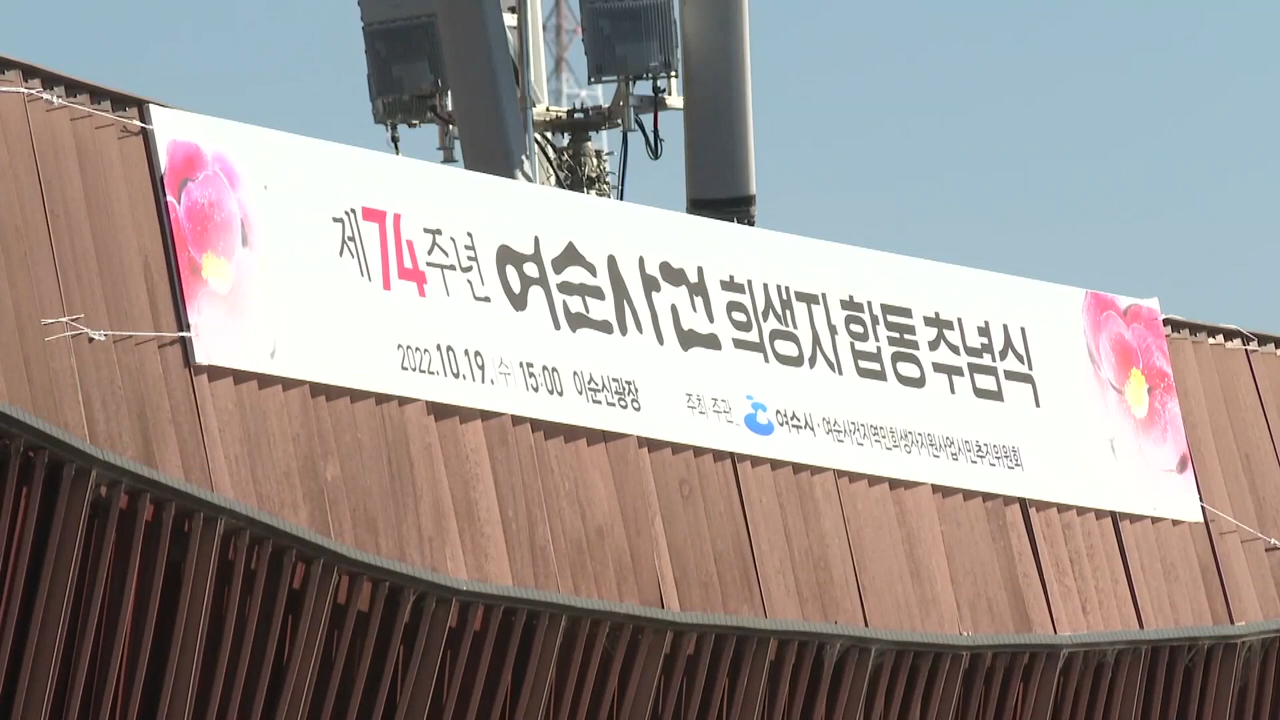 제74주년 여순사건 희생자 합동 추념식
2022.10.19.(수) 15:00 이순신광장
주최·주관_ 여수시·여순사건지역민희생자지원사업시민추진위원회